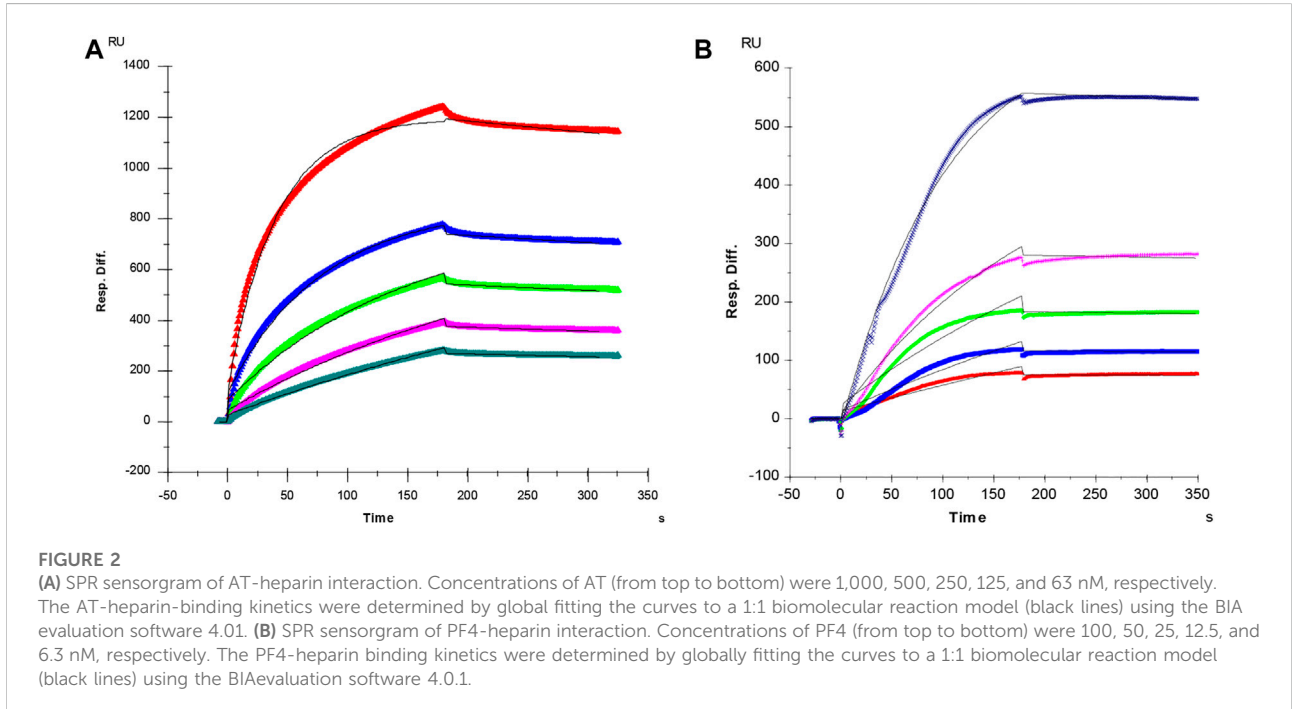 A RU
1400
1200
1000
800
600
400
200
0
-200
Resp. Diff.
-50 0 50 100 150 200 250 300 350
Time s
B RU
600
500
400
300
200
100
0
-100
Resp. Diff.
-50 0 50 100 150 200 250 300 350
Time s
FIGURE 2
(A) SPR sensorgram of AT-heparin interaction. Concentrations of AT (from top to bottom) were 1,000, 500, 250, 125, and 63 nM, respectively.
The AT-heparin-binding kinetics were determined by global fitting the curves to a 1:1 biomolecular reaction model (black lines) using the BIA
evaluation software 4.01. (B) SPR sensorgram of PF4-heparin interaction. Concentrations of PF4 (from top to bottom) were 100, 50, 25, 12.5, and
6.3 nM, respectively. The PF4-heparin binding kinetics were determined by globally fitting the curves to a 1:1 biomolecular reaction model
(black lines) using the BIAevaluation software 4.0.1.